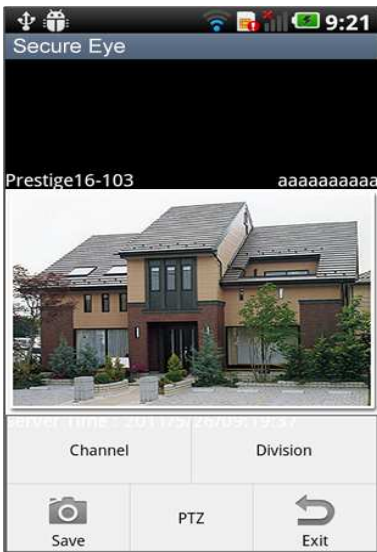 9:21
Secure Eye
Prestige16-103 aaaaaaaaaa
Server Time : 2011/5/26/09:19:37
Channel Division
Save PTZ Exit